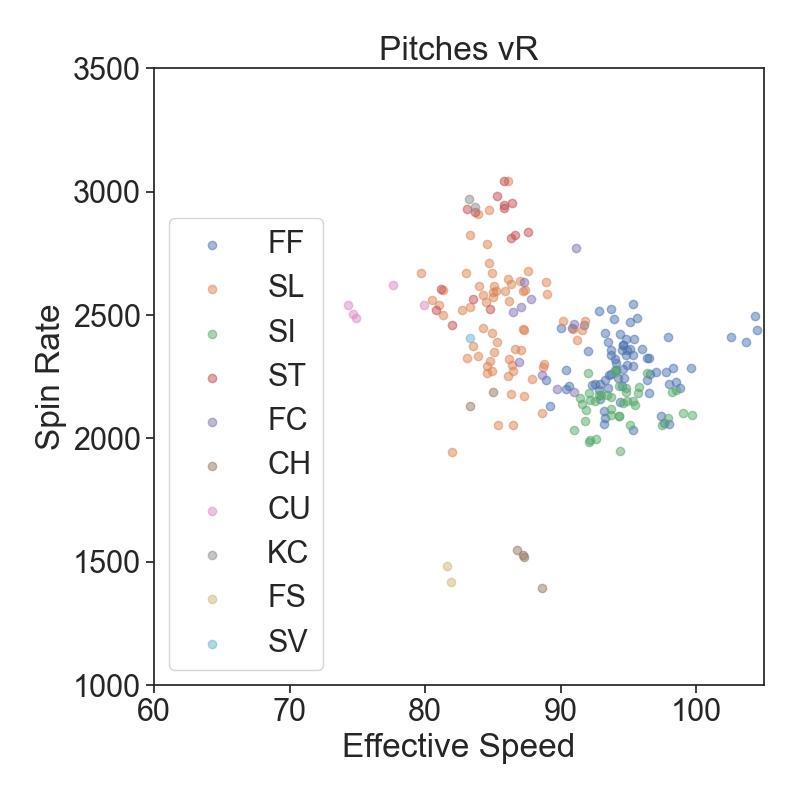 Pitches vR
3500
3000
2500
2000
1500
1000
Spin Rate
FF
SL
SI
ST
FC
CH
CU
KC
FS
SV
60 70 80 90 100
Effective Speed